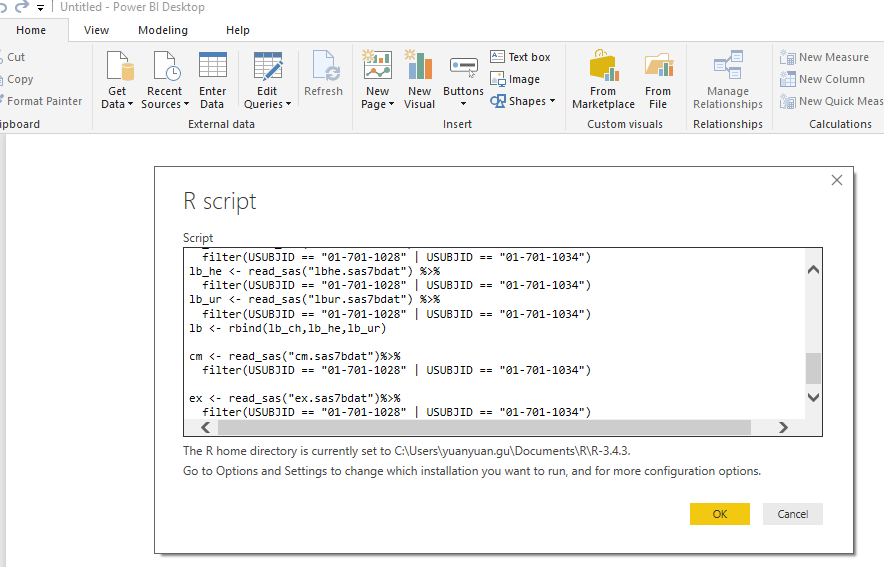 Untitled - Power BI Desktop
Home View Modeling Help
Cut
Copy
Format Painter
Get Data
Recent Sources
Enter Data
Edit Queries
Refresh
New Page
New Visual
Buttons
Text box
Image
Shapes
From Marketplace
From File
Manage Relationships
New Measure
New Column
New Quick Meas
ipboard
External data
Insert
Custom visuals
Relationships
Calculations
R script
Script
filter(USUBJID == "01-701-1028" | USUBJID == "01-701-1034")
lb_he <- read_sas("lbhe.sas7bdat") %>%
filter(USUBJID == "01-701-1028" | USUBJID == "01-701-1034")
lb_ur <- read_sas("lbur.sas7bdat") %>%
filter(USUBJID == "01-701-1028" | USUBJID == "01-701-1034")
lb <- rbind(lb_ch,lb_he,lb_ur)
cm <- read_sas("cm.sas7bdat")%>%
filter(USUBJID == "01-701-1028" | USUBJID == "01-701-1034")
ex <- read_sas("ex.sas7bdat")%>%
filter(USUBJID == "01-701-1028" | USUBJID == "01-701-1034")
The R home directory is currently set to C:\Users\yuanyuan.gu\Documents\R\R-3.4.3.
Go to Options and Settings to change which installation you want to run, and for more configuration options.
OK
Cancel